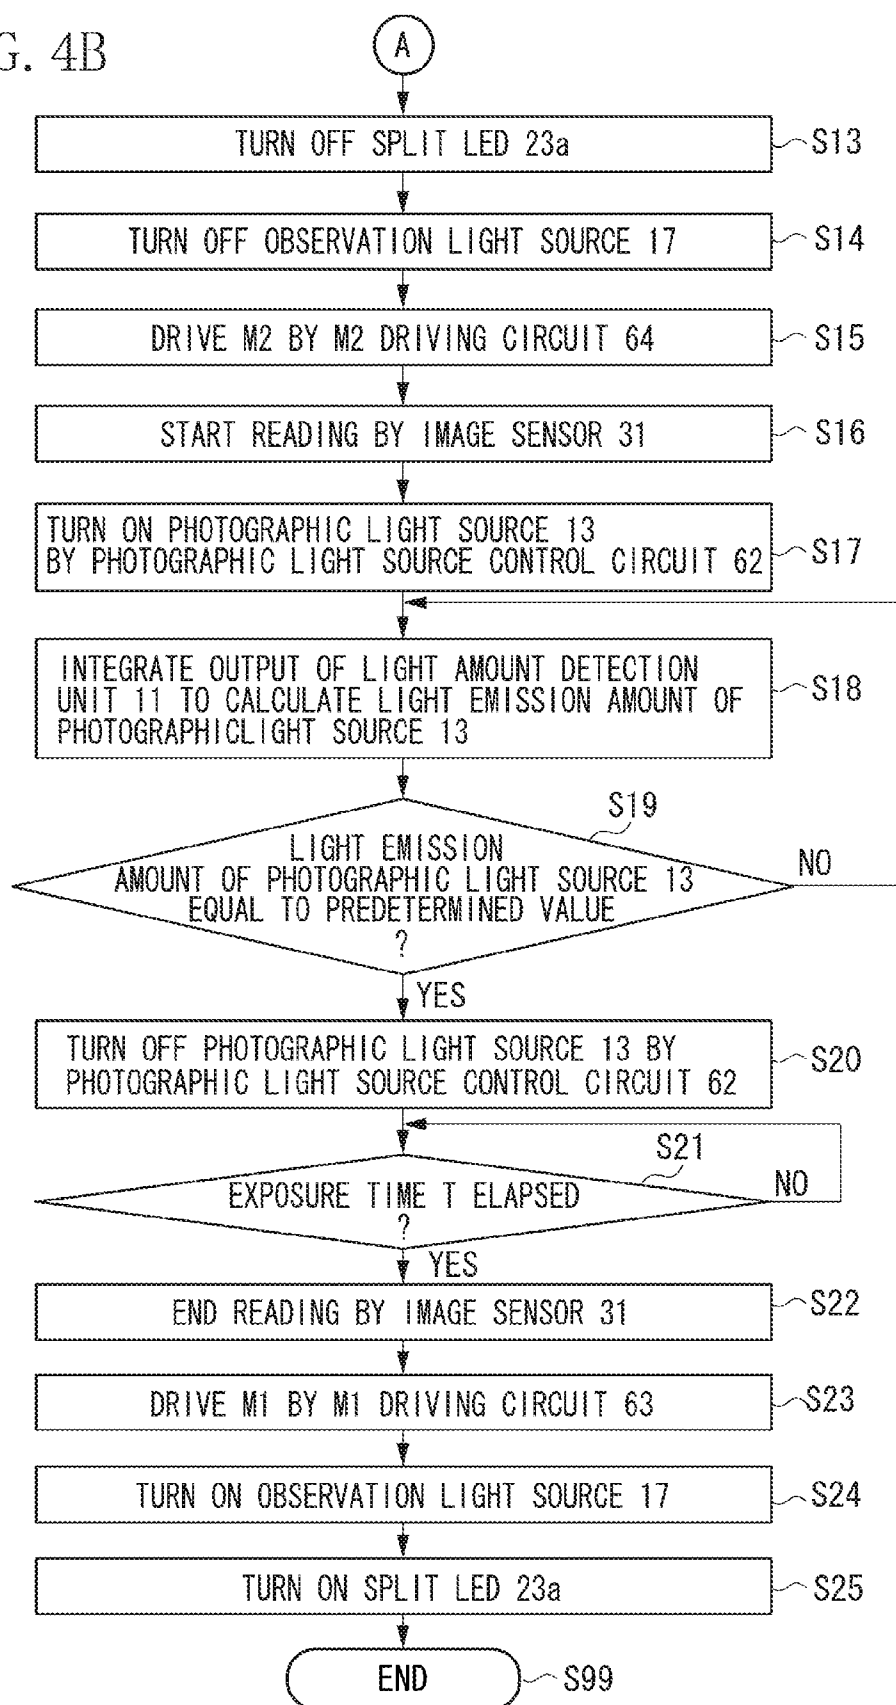 G. 4B
A
TURN OFF SPLIT LED 23a
S13
TURN OFF OBSERVATION LIGHT SOURCE 17
S14
DRIVE M2 BY M2 DRIVING CIRCUIT 64
S15
START READING BY IMAGE SENSOR 31
S16
TURN ON PHOTOGRAPHIC LIGHT SOURCE 13
BY PHOTOGRAPHIC LIGHT SOURCE CONTROL CIRCUIT 62
S17
INTEGRATE OUTPUT OF LIGHT AMOUNT DETECTION
UNIT 11 TO CALCULATE LIGHT EMISSION AMOUNT OF
PHOTOGRAPHICLIGHT SOURCE 13
S18
S19
LIGHT EMISSION
AMOUNT OF PHOTOGRAPHIC LIGHT SOURCE 13
EQUAL TO PREDETERMINED VALUE
?
NO
YES
TURN OFF PHOTOGRAPHIC LIGHT SOURCE 13 BY
PHOTOGRAPHIC LIGHT SOURCE CONTROL CIRCUIT 62
S20
S21
EXPOSURE TIME T ELAPSED
?
NO
YES
END READING BY IMAGE SENSOR 31
S22
DRIVE M1 BY M1 DRIVING CIRCUIT 63
S23
TURN ON OBSERVATION LIGHT SOURCE 17
S24
TURN ON SPLIT LED 23a
S25
END
S99